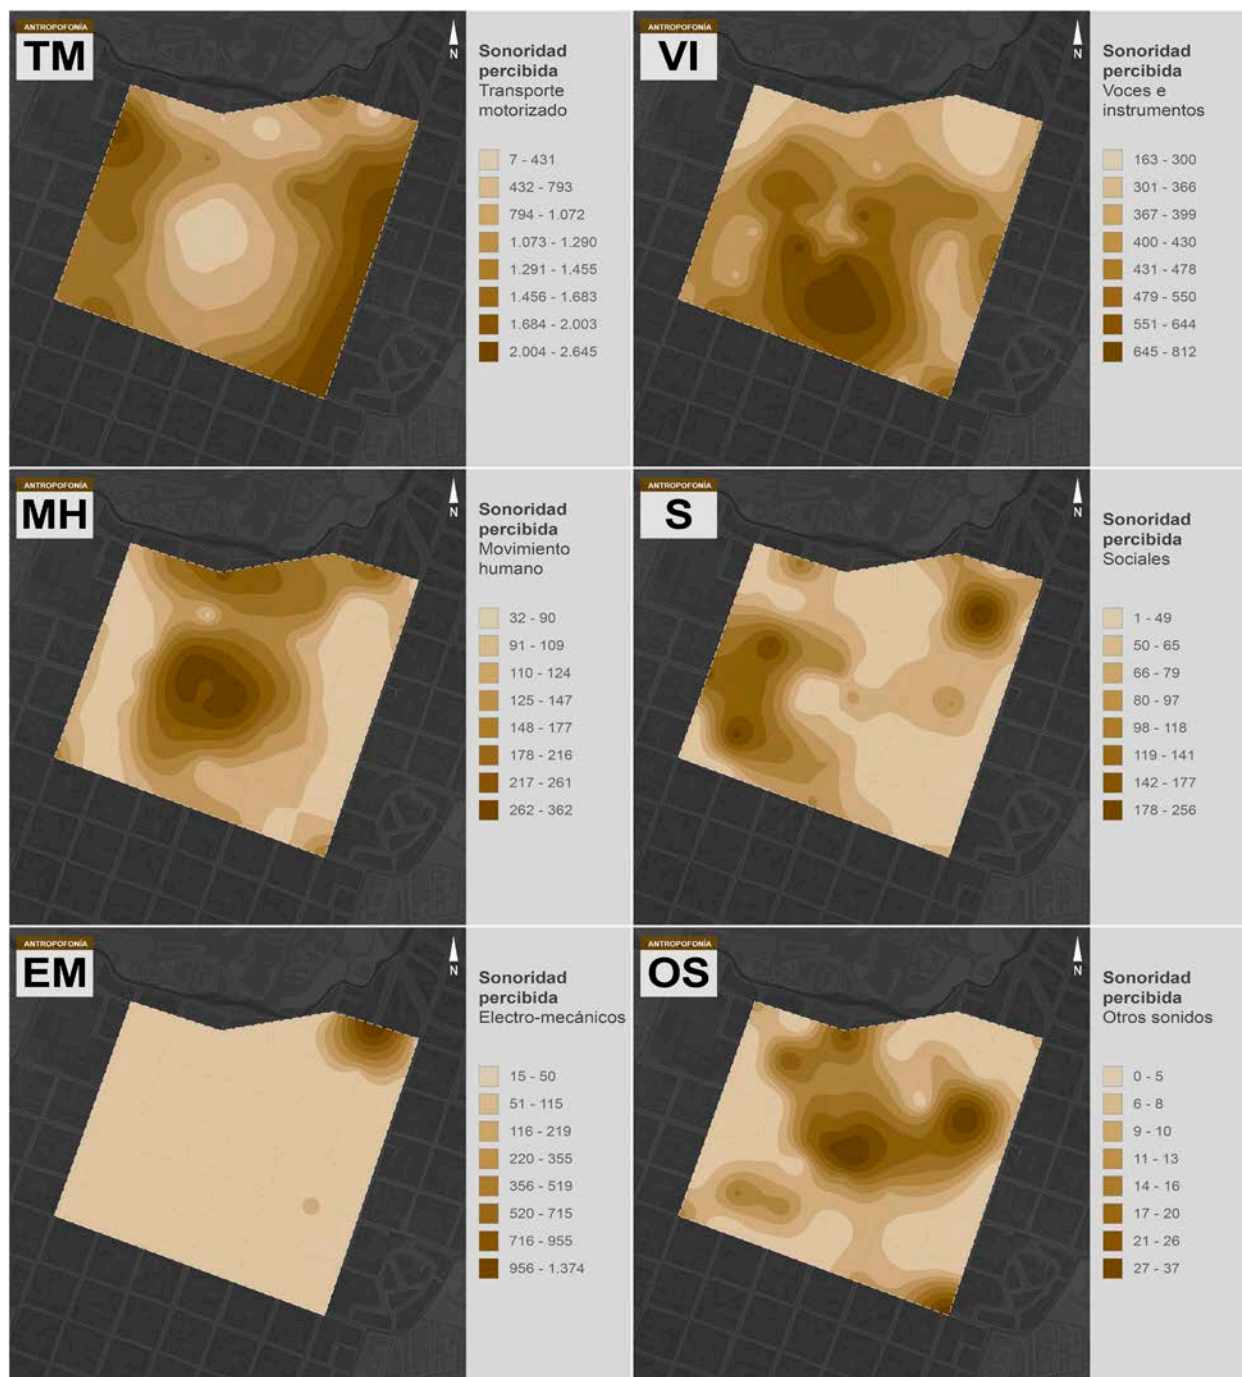 ANTROPOFONÍA
TM
N
Sonoridad
percibida
Transporte
motorizado
7 - 431
432 - 793
794 - 1.072
1.073 - 1.290
1.291 - 1.455
1.456 - 1.683
1.684 - 2.003
2.004 - 2.645
ANTROPOFONÍA
VI
N
Sonoridad
percibida
Voces e
instrumentos
163 - 300
301 - 366
367 - 399
400 - 430
431 - 478
479 - 550
551 - 644
645 - 812
ANTROPOFONÍA
MH
N
Sonoridad
percibida
Movimiento
humano
32 - 90
91 - 109
110 - 124
125 - 147
148 - 177
178 - 216
217 - 261
262 - 362
ANTROPOFONÍA
S
N
Sonoridad
percibida
Sociales
1 - 49
50 - 65
66 - 79
80 - 97
98 - 118
119 - 141
142 - 177
178 - 256
ANTROPOFONÍA
EM
N
Sonoridad
percibida
Electro-mecánicos
15 - 50
51 - 115
116 - 219
220 - 355
356 - 519
520 - 715
716 - 955
956 - 1.374
ANTROPOFONÍA
OS
N
Sonoridad
percibida
Otros sonidos
0 - 5
6 - 8
9 - 10
11 - 13
14 - 16
17 - 20
21 - 26
27 - 37